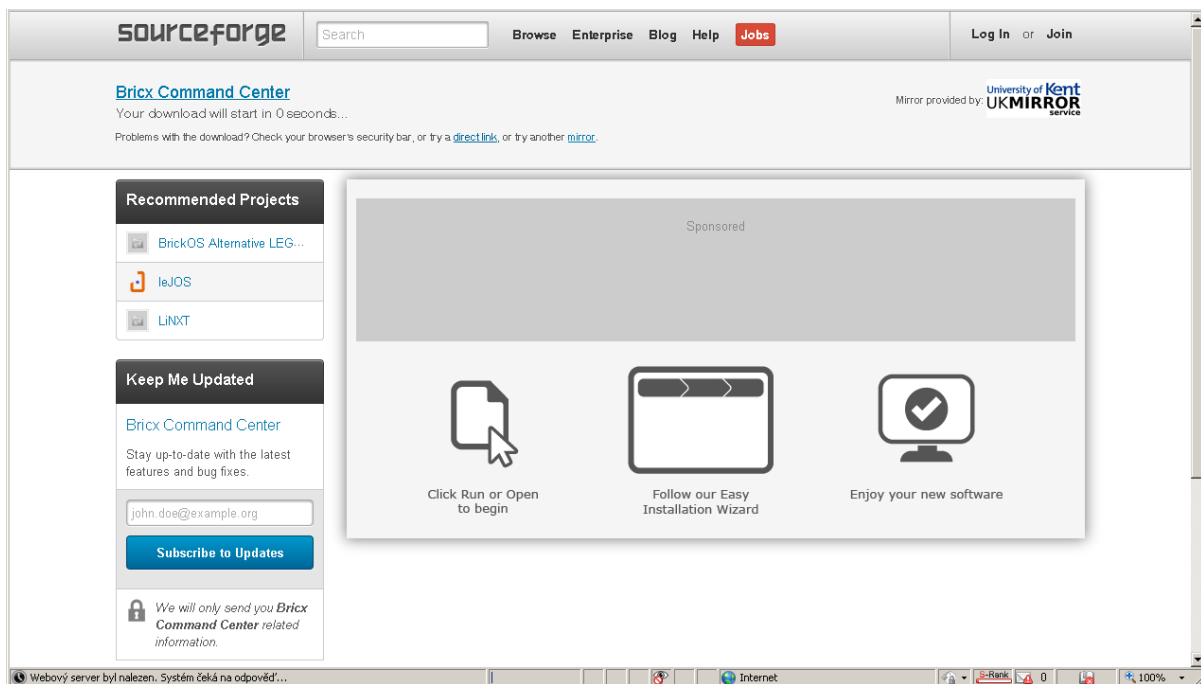 sourceforge
Search
Browse Enterprise Blog Help Jobs
Log In or Join
Bricx Command Center
Your download will start in 0 seconds...
Problems with the download? Check your browser's security bar, or try a direct link, or try another mirror.
Mirror provided by:
University of Kent
UKMIRROR
service
Recommended Projects
BrickOS Alternative LEG...
leJOS
LiNXT
Keep Me Updated
Bricx Command Center
Stay up-to-date with the latest
features and bug fixes.
john.doe@example.org
Subscribe to Updates
We will only send you Bricx
Command Center related
information.
Sponsored
Click Run or Open
to begin
Follow our Easy
Installation Wizard
Enjoy your new software
Webový server byl nalezen. Systém čeká na odpověď'...
Internet
S-Rank
0
100%